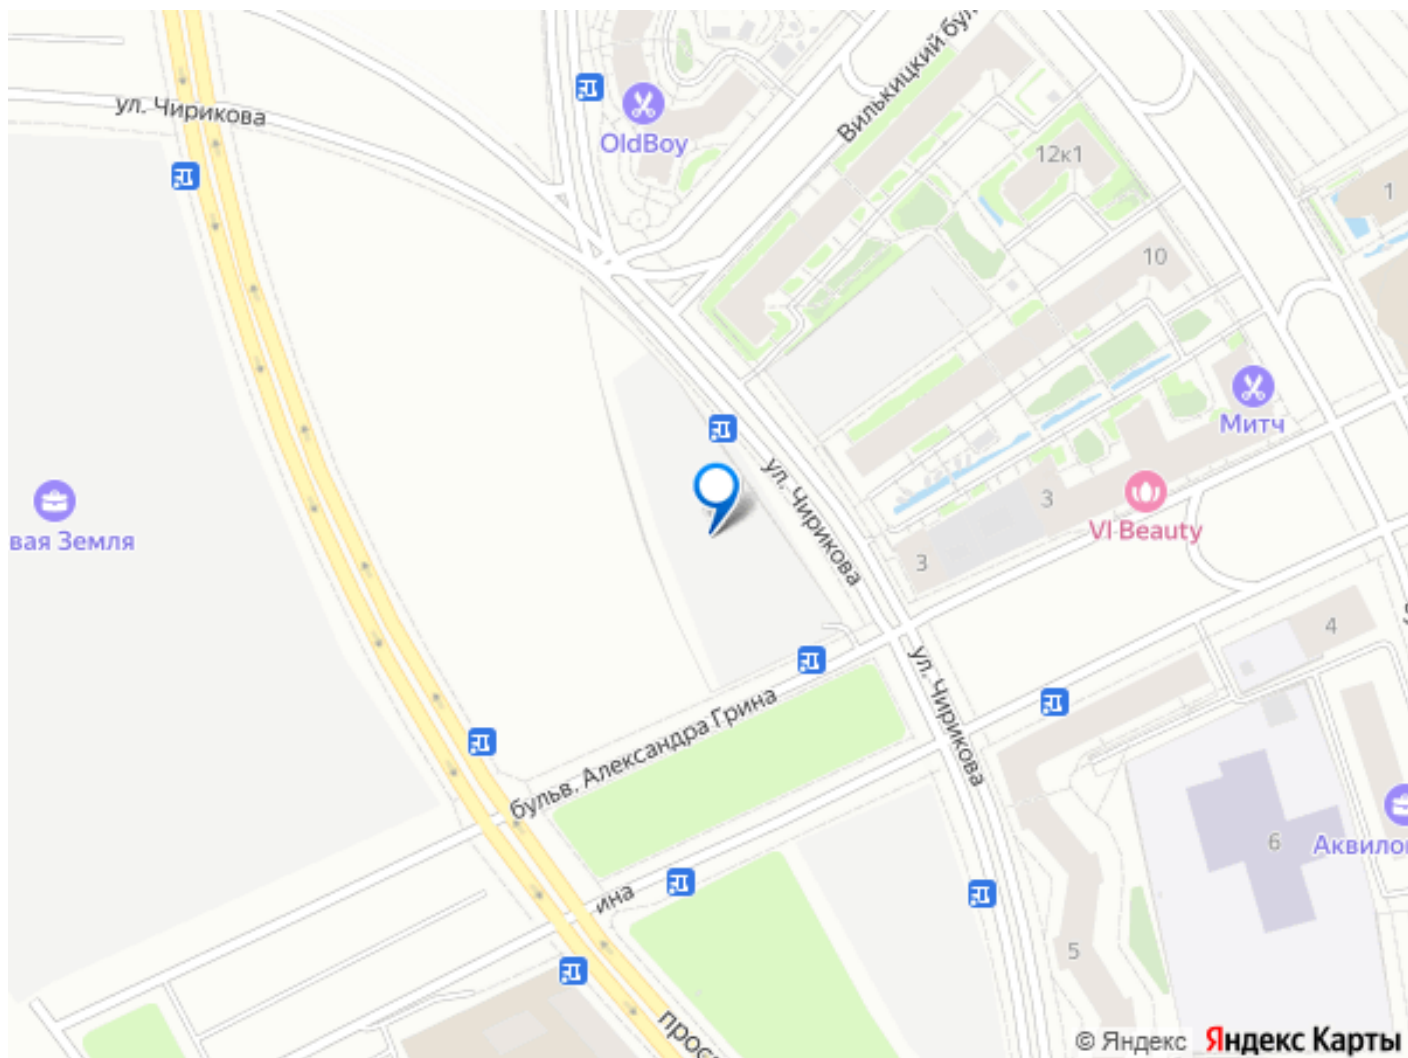 Вилькицкий бул
ул. Чирикова
OldBoy
12к1
1
10
Митч
ул. Чирикова
3
VI Beauty
вая Земля
3
4
ул. Чирикова
бульв. Александра Грина
6
Аквило
ина
5
прос
© Яндекс
Яндекс Карты